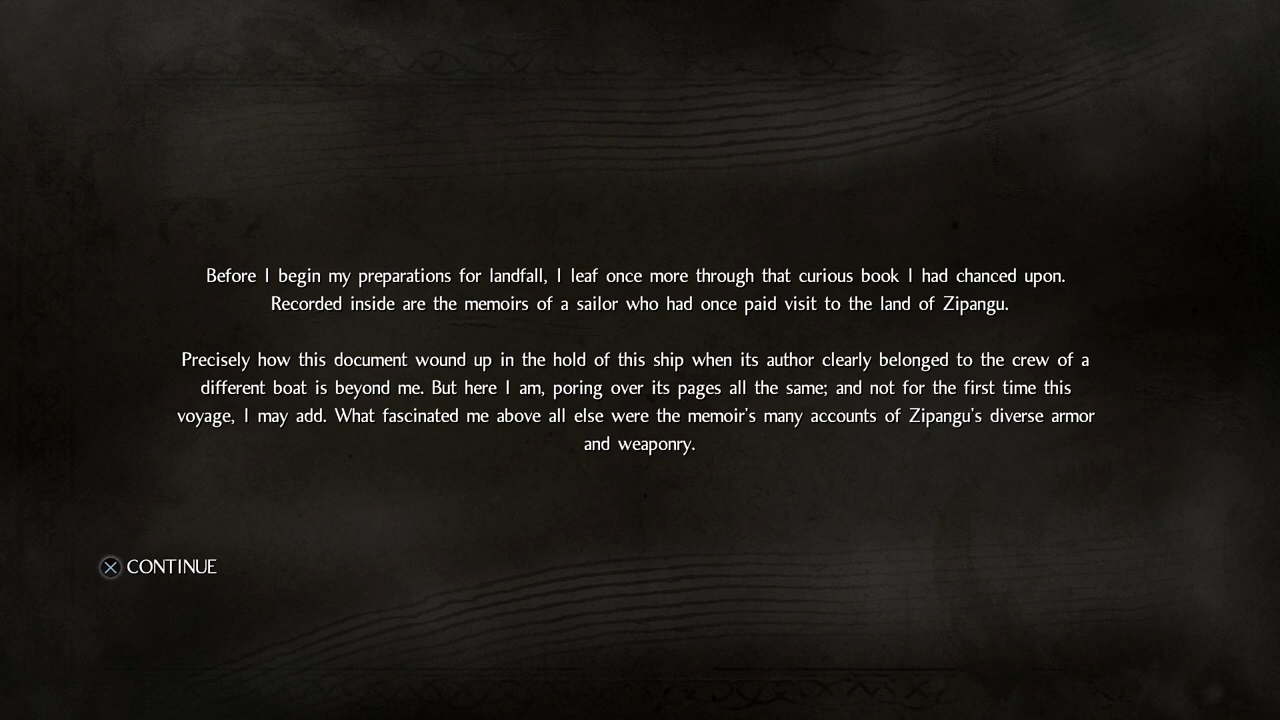 Before I begin my preparations for landfall, I leaf once more through that curious book I had chanced upon.
Recorded inside are the memoirs of a sailor who had once paid visit to the land of Zipangu.
Precisely how this document wound up in the hold of this ship when its author clearly belonged to the crew of a
different boat is beyond me. But here I am, poring over its pages all the same; and not for the first time this
voyage, I may add. What fascinated me above all else were the memoir's many accounts of Zipangu's diverse armor
and weaponry.
CONTINUE